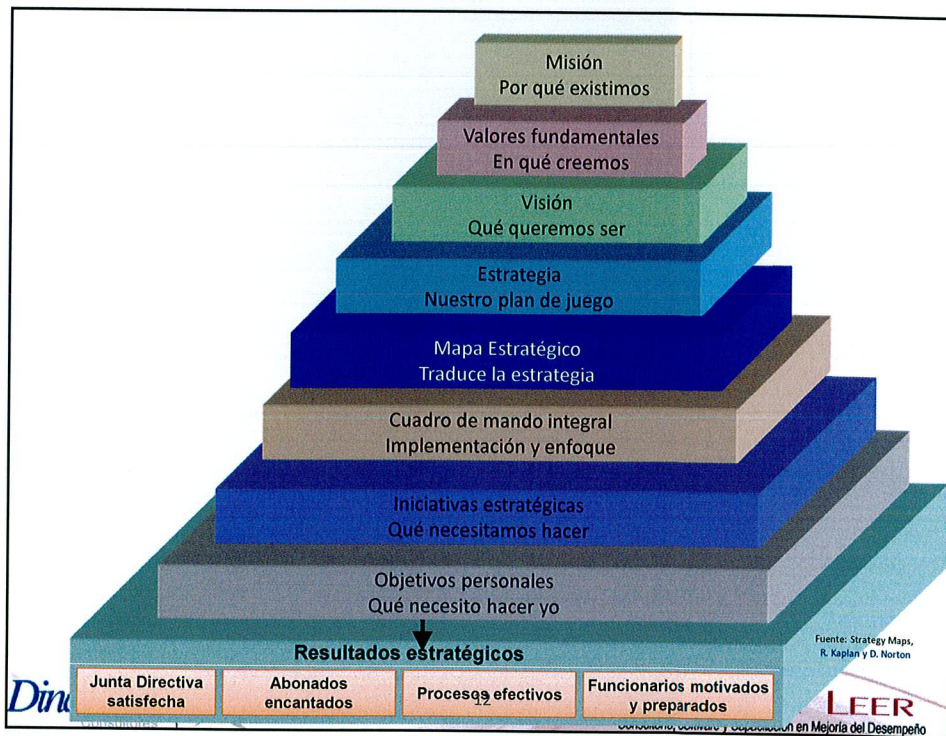 Misión
Por qué existimos
Valores fundamentales
En qué creemos
Visión
Qué queremos ser
Estrategia
Nuestro plan de juego
Mapa Estratégico
Traduce la estrategia
Cuadro de mando integral
Implementación y enfoque
Iniciativas estratégicas
Qué necesitamos hacer
Objetivos personales
Qué necesito hacer yo
Fuente: Strategy Maps,
R. Kaplan y D. Norton
Resultados estratégicos
Junta Directiva
satisfecha
Abonados
encantados
Procesos efectivos
Funcionarios motivados
y preparados
12
LEER
Consultoría, Software y Capacitación en Mejoría del Desempeño